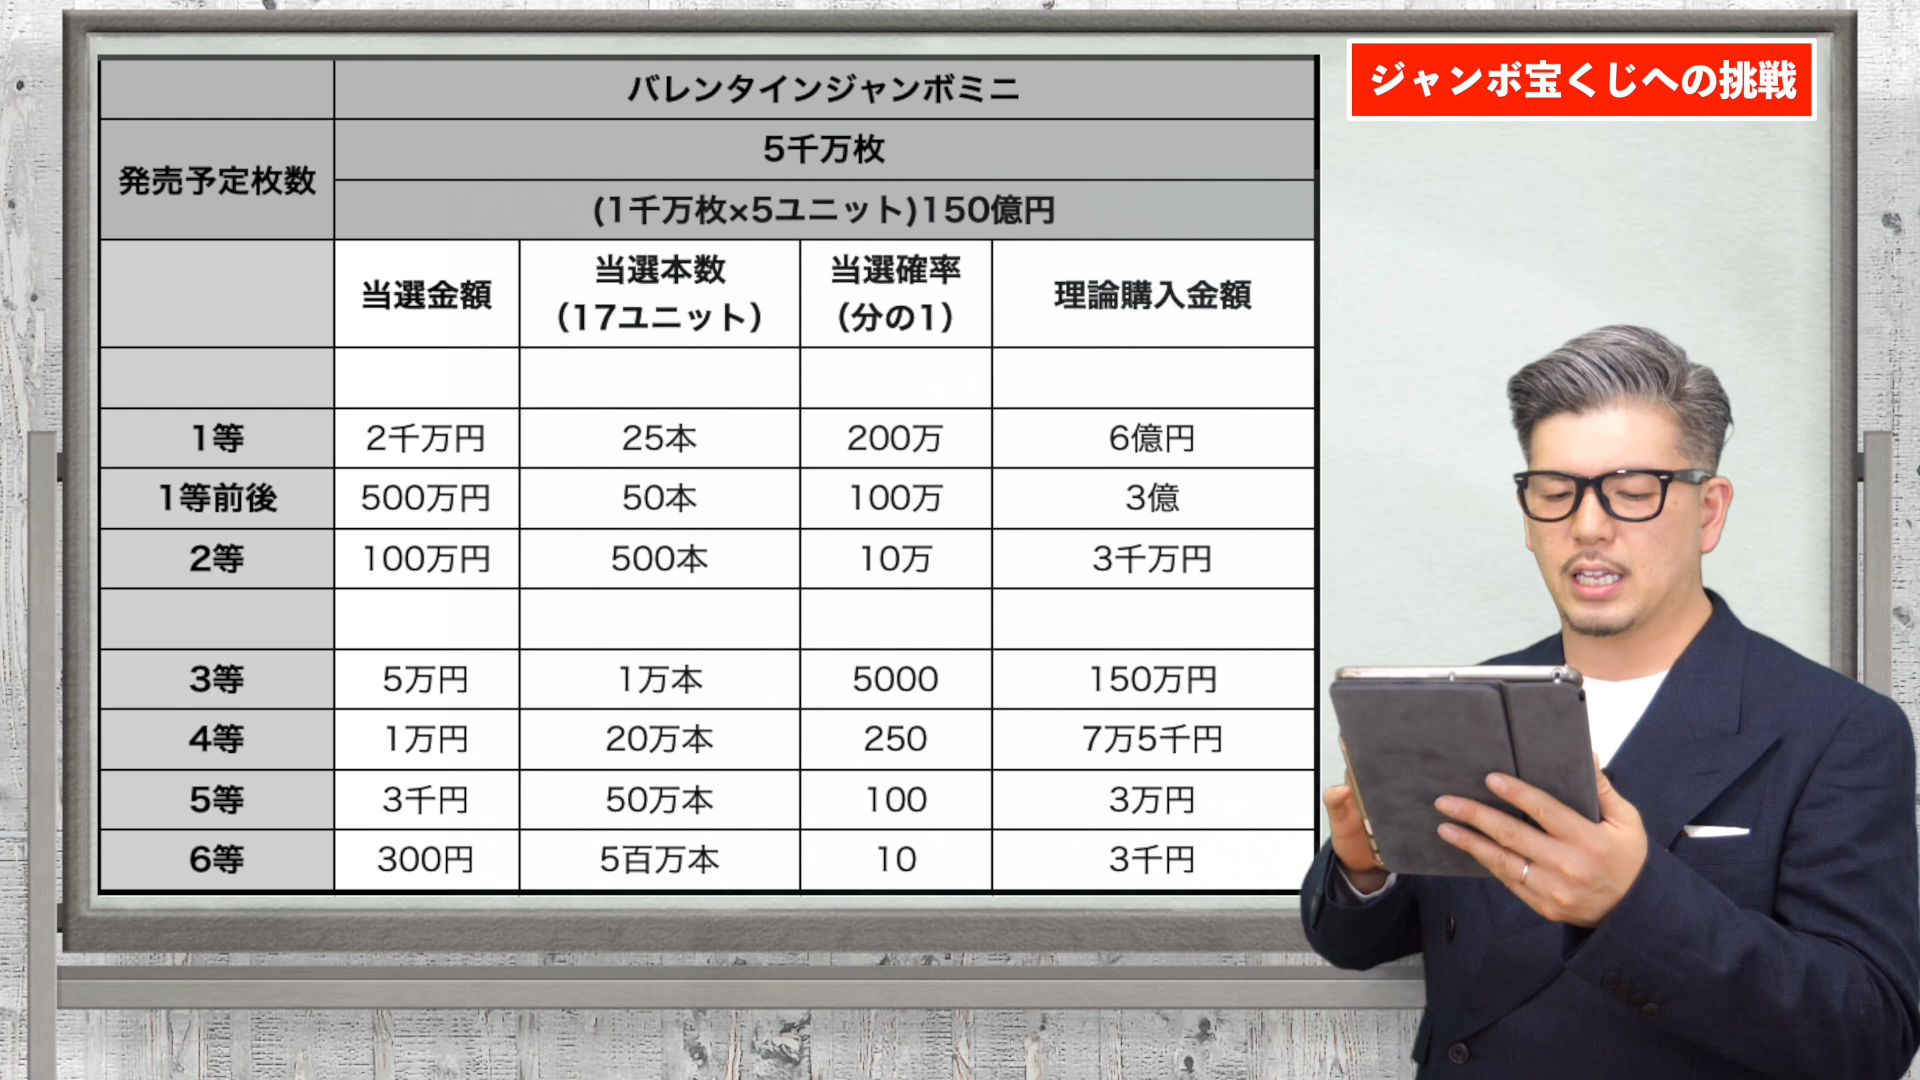 ジャンボ宝くじへの挑戦
バレンタインジャンボミニ
発売予定枚数
5千万枚
(1千万枚×5ユニット)150億円
当選金額
当選本数
(17ユニット)
当選確率
(分の1)
理論購入金額
1等 2千万円 25本 200万 6億円
1等前後 500万円 50本 100万 3億
2等 100万円 500本 10万 3千万円
3等 5万円 1万本 5000 150万円
4等 1万円 20万本 250 7万5千円
5等 3千円 50万本 100 3万円
6等 300円 5百万本 10 3千円